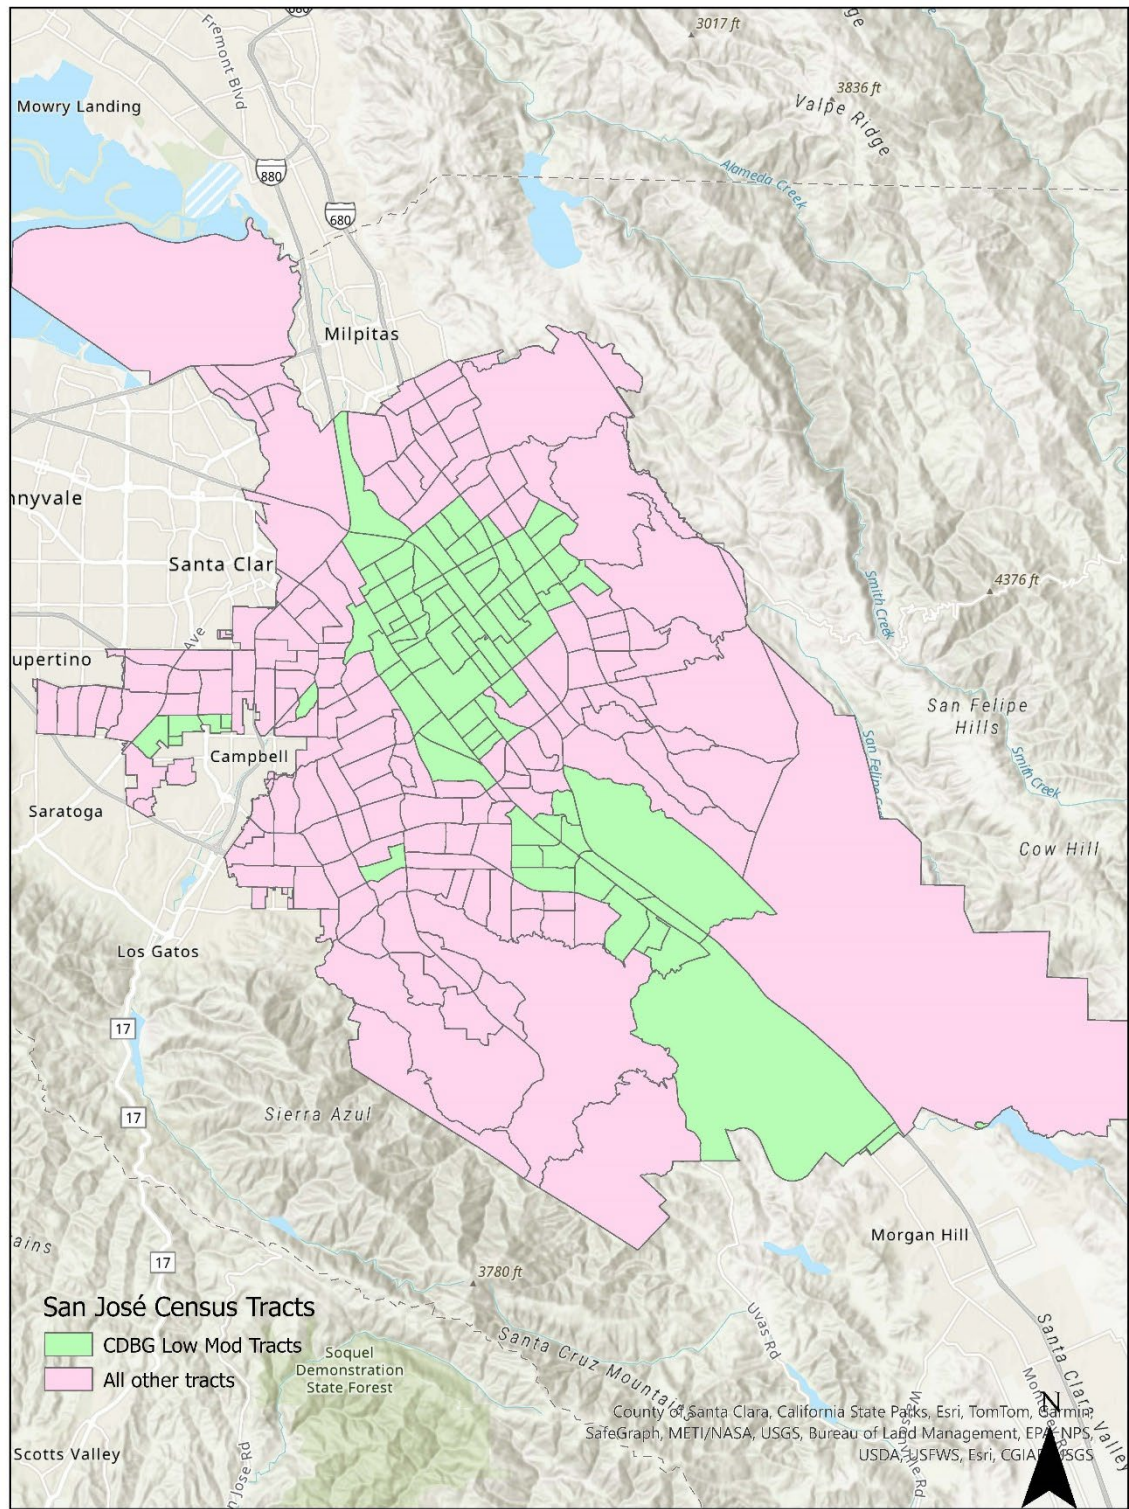 680
3017 ft
Fremont Blvd
3836 ft
Valpe Ridge
Mowry Landing
880
Alameda Creek
680
Milpitas
nnyvale
Santa Clar
Smith Creek
4376 ft
Ave
upertino
San Felipe
Hills
San Felipe
Smith Creek
Campbell
Saratoga
Cow Hill
Los Gatos
17
17
Sierra Azul
Morgan Hill
ains
17
3780 ft
San José Census Tracts
CDBG Low Mod Tracts
All other tracts
Soquel
Demonstration
State Forest
Santa Cruz Mountains
Uvas Rd
Santa Clara Valley
N
County of Santa Clara, California State Parks, Esri, TomTom, Garmin,
SafeGraph, METI/NASA, USGS, Bureau of Land Management, EPA, NPS,
USDA, USFWS, Esri, CGIAR, USGS
Scotts Valley
n Jose Rd